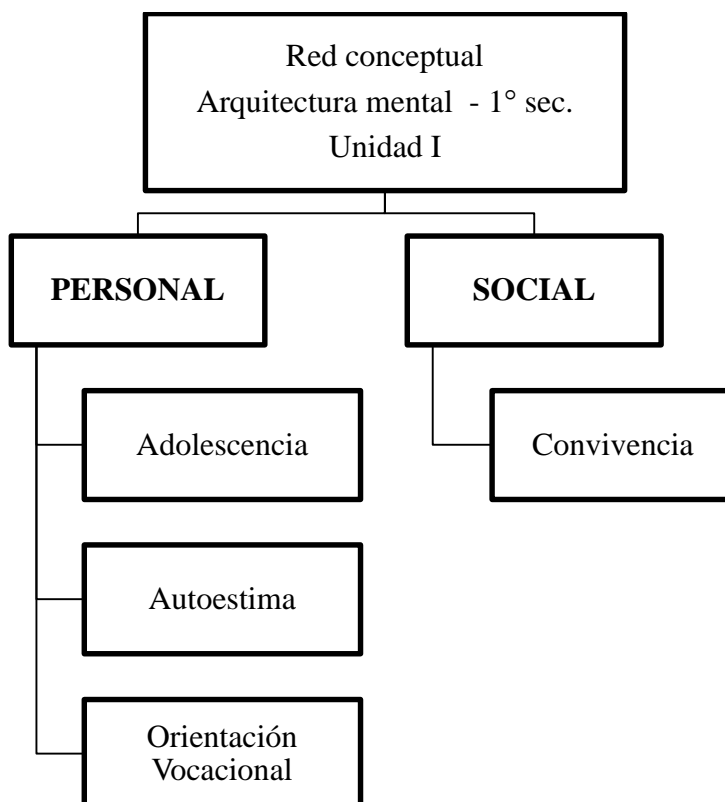 Red conceptual
Arquitectura mental - 1° sec.
Unidad I
PERSONAL
SOCIAL
Adolescencia
Convivencia
Autoestima
Orientación
Vocacional